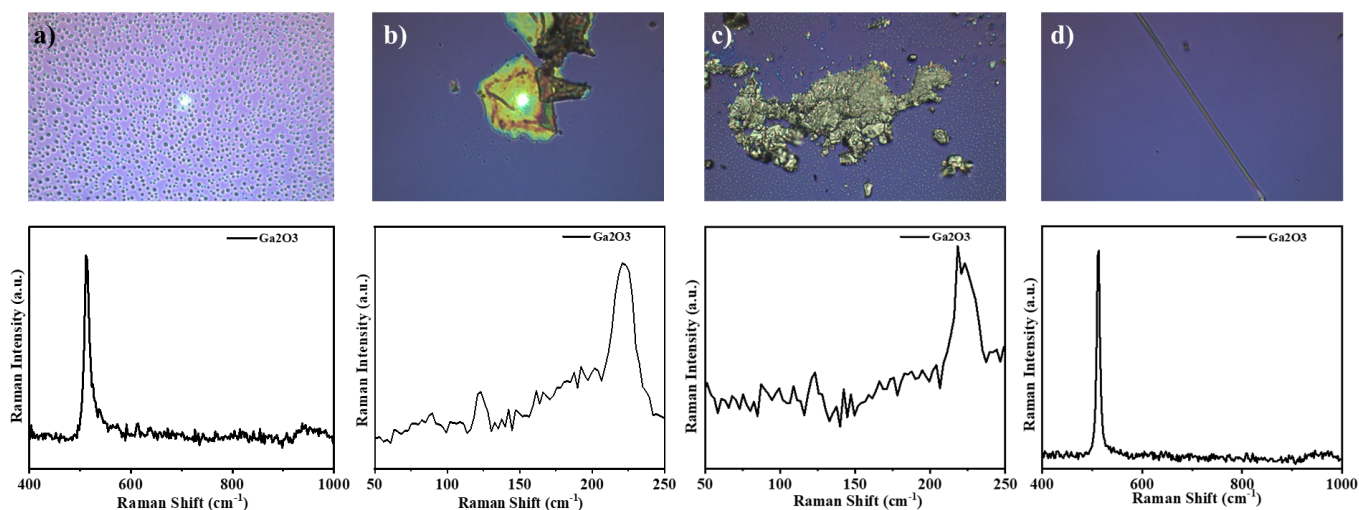 a)
b)
c)
d)
Ga2O3
Raman Intensity (a.u.)
400
600
800
1000
Raman Shift (cm⁻¹)
Ga2O3
Raman Intensity (a.u.)
50
100
150
200
250
Raman Shift (cm⁻¹)
Ga2O3
Raman Intensity (a.u.)
50
100
150
200
250
Raman Shift (cm⁻¹)
Ga2O3
Raman Intensity (a.u.)
400
600
800
1000
Raman Shift (cm⁻¹)